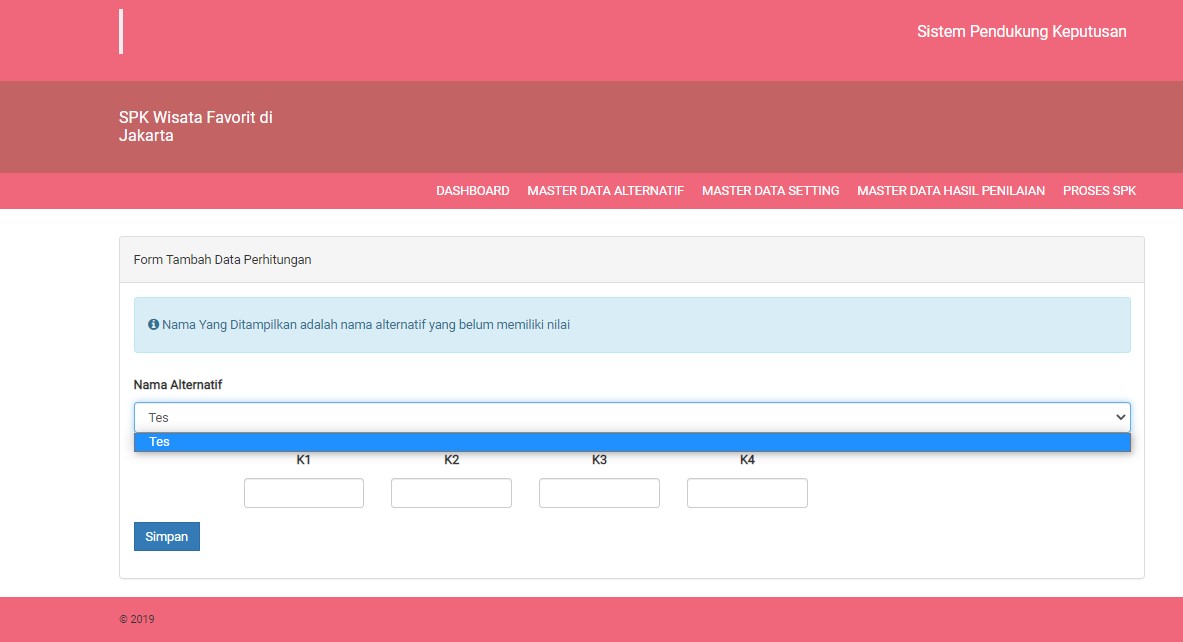 Sistem Pendukung Keputusan
SPK Wisata Favorit di
Jakarta
DASHBOARD MASTER DATA ALTERNATIF MASTER DATA SETTING MASTER DATA HASIL PENILAIAN PROSES SPK
Form Tambah Data Perhitungan
Nama Yang Ditampilkan adalah nama alternatif yang belum memiliki nilai
Nama Alternatif
Tes
Tes
K1 K2 K3 K4
Simpan
© 2019